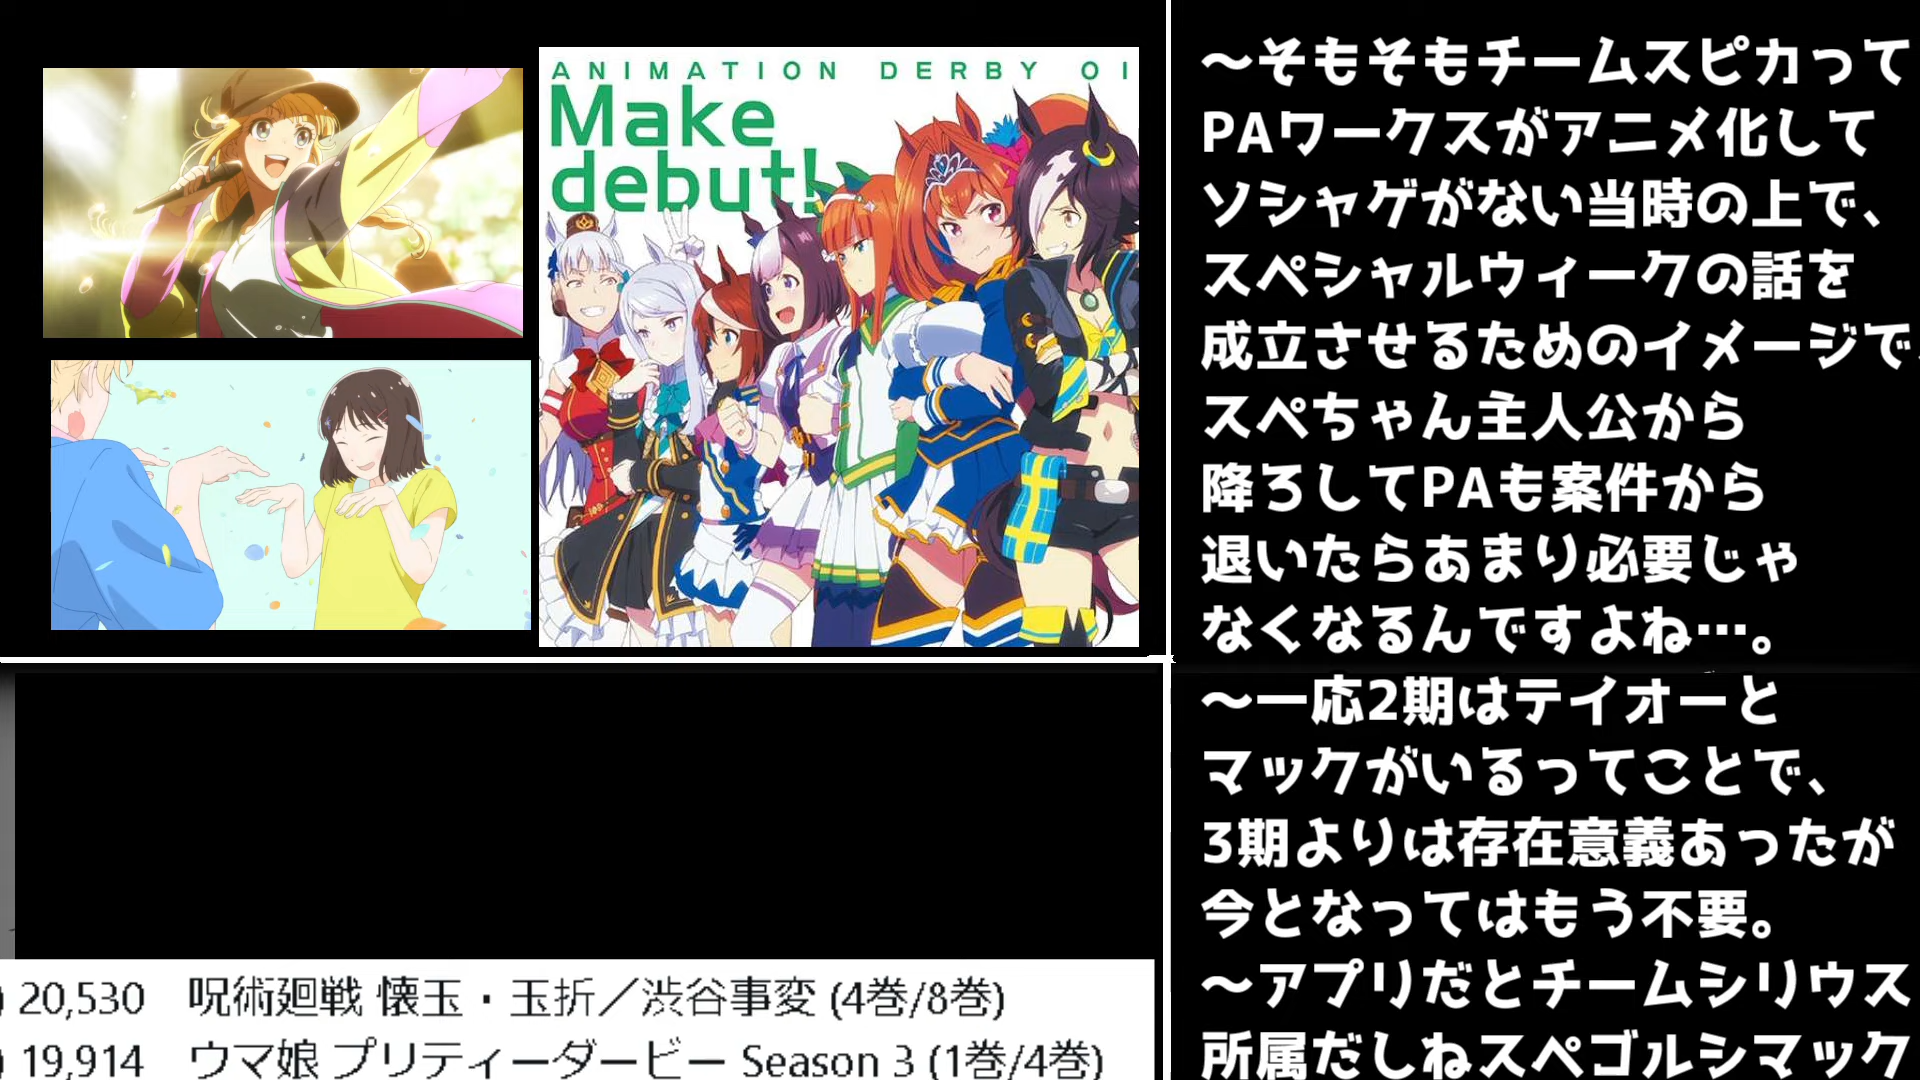 ANIMATION DERBY 01
Make
debut!
～そもそもチームスピカって
PAワークスがアニメ化して
ソシャゲがない当時の上で、
スペシャルウィークの話を
成立させるためのイメージで、
スペちゃん主人公から
降ろしてPAも案件から
退いたらあまり必要じゃ
なくなるんですよね…。
～一応2期はテイオーと
マックがいるってことで、
3期よりは存在意義あったが
今となってはもう不要。
～アプリだとチームシリウス
所属だしねスペゴルシマック
) 20,530 呪術廻戦 懐玉・玉折／渋谷事変 (4巻/8巻)
) 19,914 ウマ娘 プリティーダービー Season 3 (1巻/4巻)